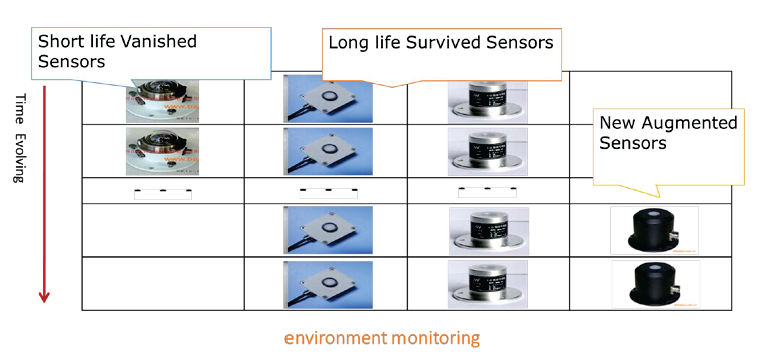 Short life Vanished
Sensors
Long life Survived Sensors
New Augmented
Sensors
Time Evolving
environment monitoring